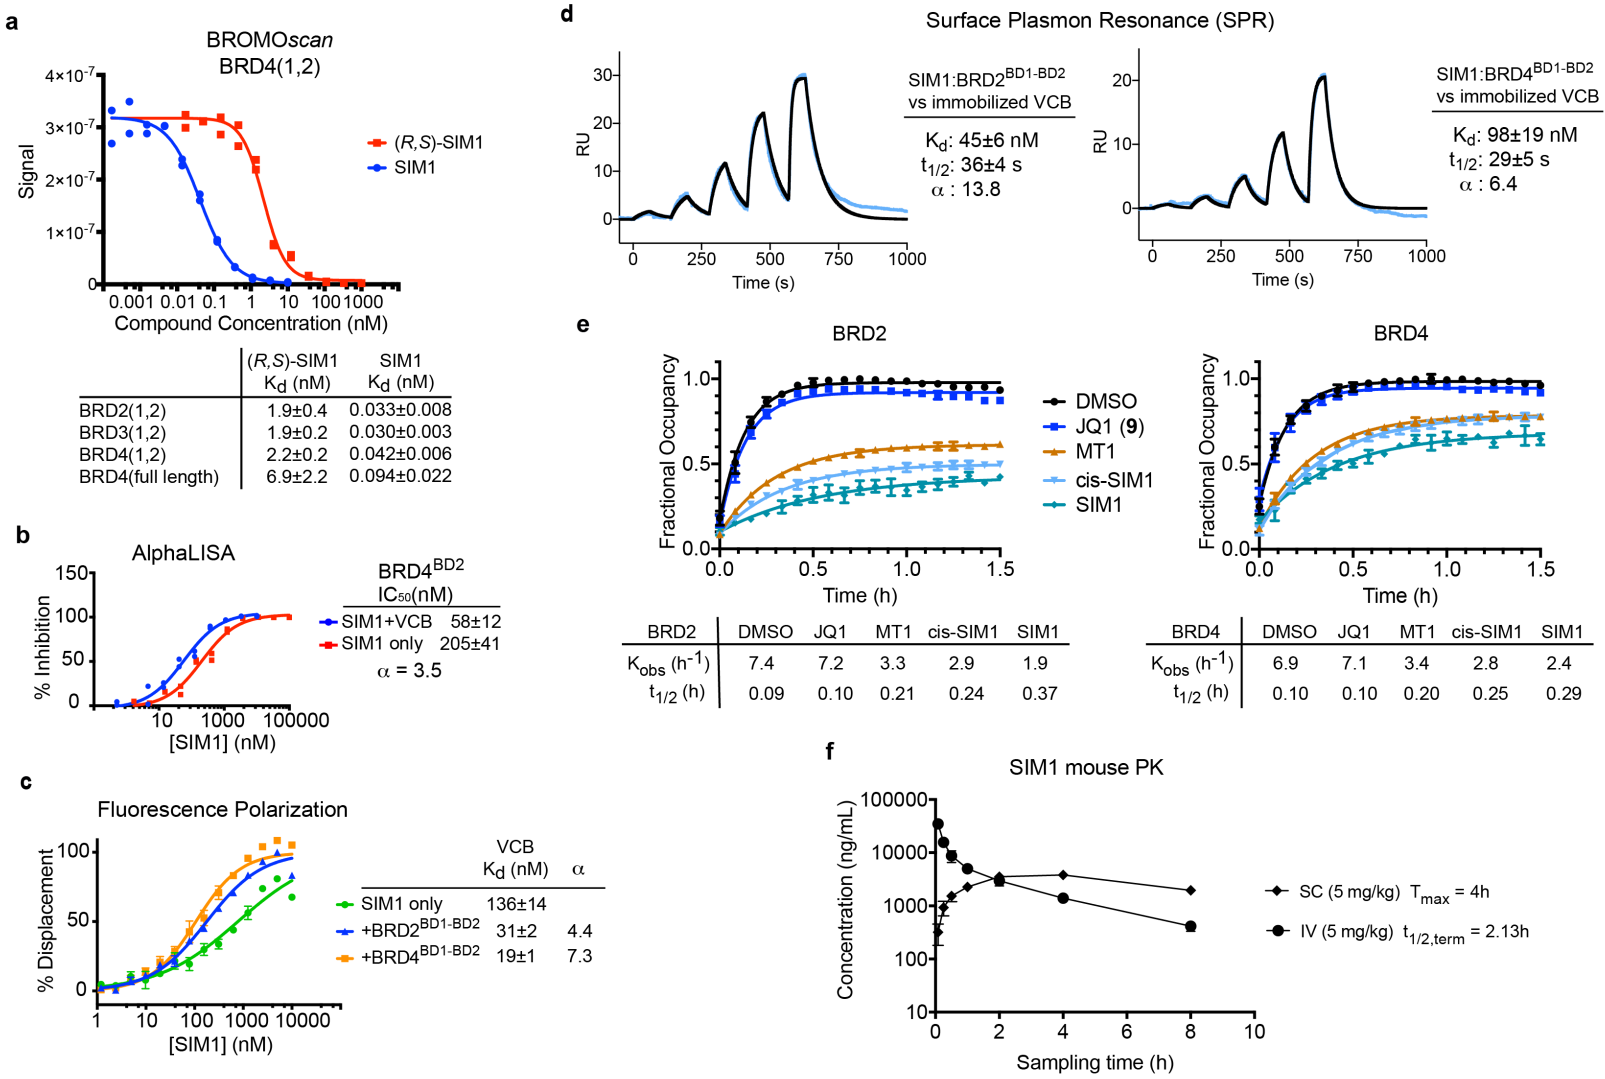 a
BROMOscan
BRD4(1,2)
4×10-7
3×10-7
2×10-7
1×10-7
0
Signal
0.001 0.01 0.1 1 10 100 1000
Compound Concentration (nM)
(R,S)-SIM1
SIM1
(R,S)-SIM1 SIM1
Kd (nM) Kd (nM)
BRD2(1,2) 1.9±0.4 0.033±0.008
BRD3(1,2) 1.9±0.2 0.030±0.003
BRD4(1,2) 2.2±0.2 0.042±0.006
BRD4(full length) 6.9±2.2 0.094±0.022
b
AlphaLISA
150
100
50
0
% Inhibition
10 1000 100000
[SIM1] (nM)
BRD4BD2
IC50(nM)
SIM1+VCB 58±12
SIM1 only 205±41
α = 3.5
c
Fluorescence Polarization
100
50
0
% Displacement
1 10 100 1000 10000
[SIM1] (nM)
VCB
Kd (nM) α
SIM1 only 136±14
+BRD2BD1-BD2 31±2 4.4
+BRD4BD1-BD2 19±1 7.3
d
Surface Plasmon Resonance (SPR)
30
20
10
0
RU
0 250 500 750 1000
Time (s)
SIM1:BRD2BD1-BD2
vs immobilized VCB
Kd: 45±6 nM
t1/2: 36±4 s
α : 13.8
20
10
0
RU
0 250 500 750 1000
Time (s)
SIM1:BRD4BD1-BD2
vs immobilized VCB
Kd: 98±19 nM
t1/2: 29±5 s
α : 6.4
e
BRD2
1.0
0.5
0.0
Fractional Occupancy
0.0 0.5 1.0 1.5
Time (h)
DMSO
JQ1 (9)
MT1
cis-SIM1
SIM1
BRD4
1.0
0.5
0.0
Fractional Occupancy
0.0 0.5 1.0 1.5
Time (h)
BRD2 DMSO JQ1 MT1 cis-SIM1 SIM1
Kobs (h-1) 7.4 7.2 3.3 2.9 1.9
t1/2 (h) 0.09 0.10 0.21 0.24 0.37
BRD4 DMSO JQ1 MT1 cis-SIM1 SIM1
Kobs (h-1) 6.9 7.1 3.4 2.8 2.4
t1/2 (h) 0.10 0.10 0.20 0.25 0.29
f
SIM1 mouse PK
100000
10000
1000
100
10
Concentration (ng/mL)
0 2 4 6 8 10
Sampling time (h)
SC (5 mg/kg) Tmax = 4h
IV (5 mg/kg) t1/2,term = 2.13h